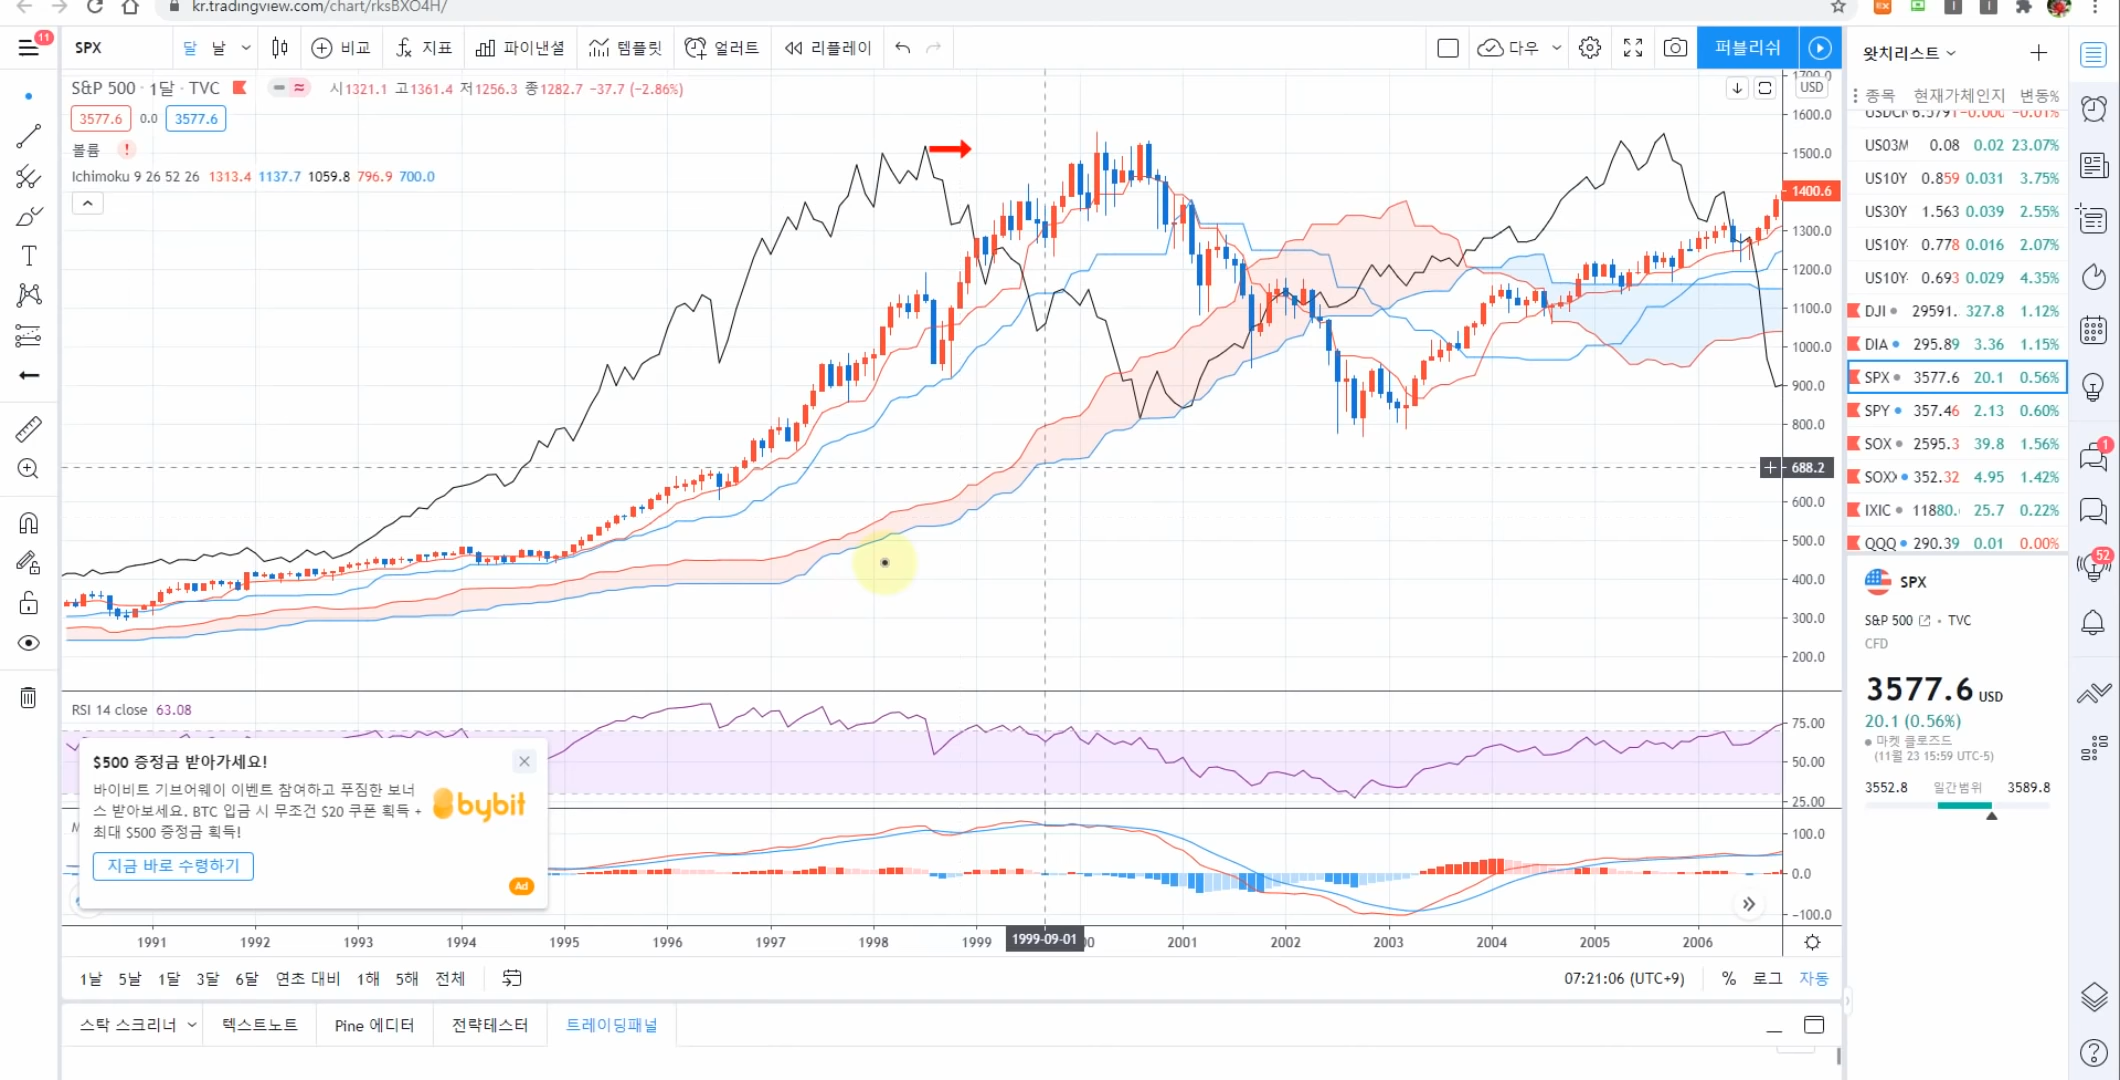 kr.tradingview.com/chart/rksBXO4H/
11
SPX
달 날
비교
지표
파이낸셜
템플릿
얼러트
리플레이
다우
퍼블리쉬
S&P 500 · 1달 · TVC
시1321.1 고1361.4 저1256.3 종1282.7 -37.7 (-2.86%)
3577.6 0.0 3577.6
볼륨
Ichimoku 9 26 52 26 1313.4 1137.7 1059.8 796.9 700.0
USD
1700.0
1600.0
1500.0
1400.6
1300.0
1200.0
1100.0
1000.0
900.0
800.0
688.2
600.0
500.0
400.0
300.0
200.0
RSI 14 close 63.08
75.00
50.00
25.00
100.0
0.0
-100.0
$500 증정금 받아가세요!
바이비트 기브어웨이 이벤트 참여하고 푸짐한 보너
스 받아보세요. BTC 입금 시 무조건 $20 쿠폰 획득 +
최대 $500 증정금 획득!
bybit
지금 바로 수령하기
Ad
1991 1992 1993 1994 1995 1996 1997 1998 1999 1999-09-01 00 2001 2002 2003 2004 2005 2006
1날 5날 1달 3달 6달 연초 대비 1해 5해 전체
07:21:06 (UTC+9) % 로그 자동
스탁 스크리너 텍스트노트 Pine 에디터 전략테스터 트레이딩패널
왓치리스트
종목 현재가 체인지 변동%
US03M 0.08 0.02 23.07%
US10Y 0.859 0.031 3.75%
US30Y 1.563 0.039 2.55%
US10Y- 0.778 0.016 2.07%
US10Y- 0.693 0.029 4.35%
DJI 29591. 327.8 1.12%
DIA 295.89 3.36 1.15%
SPX 3577.6 20.1 0.56%
SPY 357.46 2.13 0.60%
SOX 2595.3 39.8 1.56%
SOXX 352.32 4.95 1.42%
IXIC 11880. 25.7 0.22%
QQQ 290.39 0.01 0.00%
SPX
S&P 500 · TVC
CFD
3577.6 USD
20.1 (0.56%)
마켓 클로즈드
(11월 23 15:59 UTC-5)
3552.8 일간범위 3589.8
1
52